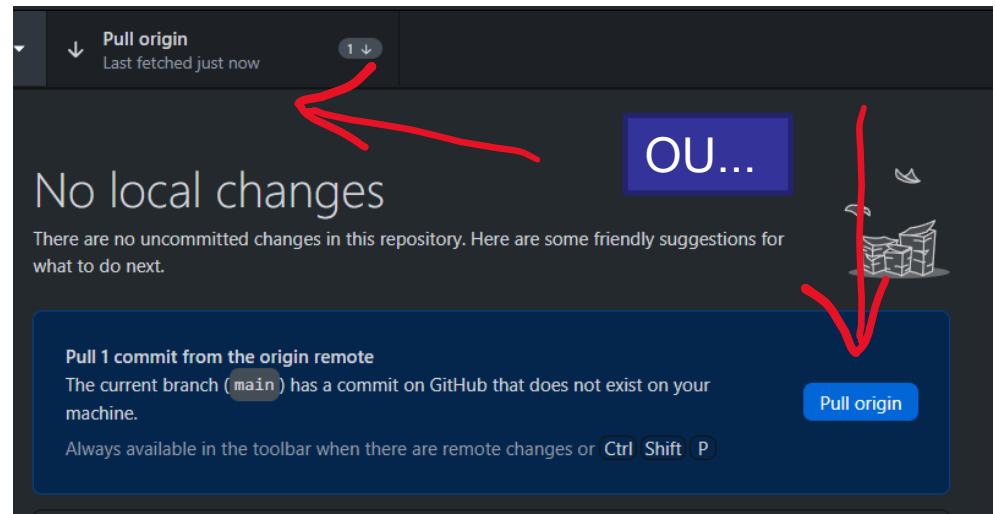 Pull origin
Last fetched just now
1 ↓
OU...
No local changes
There are no uncommitted changes in this repository. Here are some friendly suggestions for
what to do next.
Pull 1 commit from the origin remote
The current branch (main) has a commit on GitHub that does not exist on your
machine.
Pull origin
Always available in the toolbar when there are remote changes or Ctrl Shift P